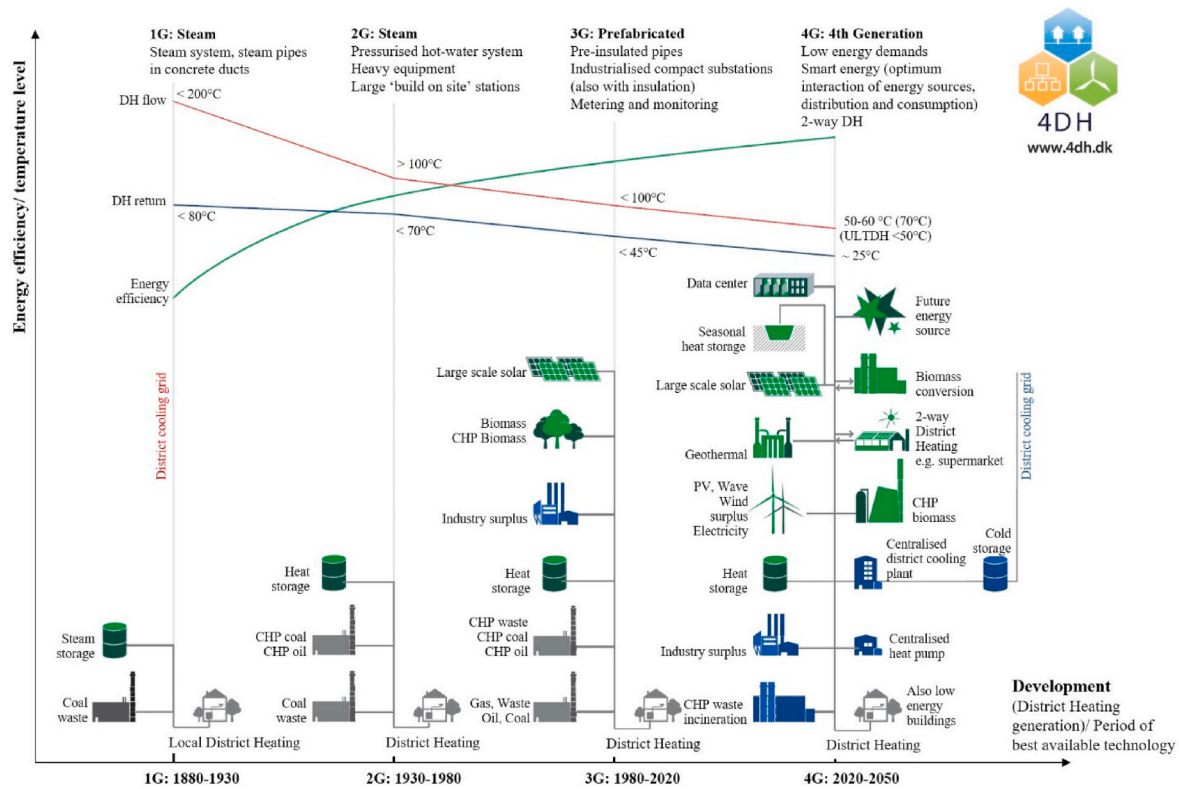 Energy efficiency/ temperature level
1G: Steam
Steam system, steam pipes
in concrete ducts
2G: Steam
Pressurised hot-water system
Heavy equipment
Large ‘build on site’ stations
3G: Prefabricated
Pre-insulated pipes
Industrialised compact substations
(also with insulation)
Metering and monitoring
4G: 4th Generation
Low energy demands
Smart energy (optimum
interaction of energy sources,
distribution and consumption)
2-way DH
4DH
www.4dh.dk
DH flow
< 200°C
> 100°C
< 100°C
50-60 °C (70°C)
(ULTDH <50°C)
DH return
< 80°C
< 70°C
< 45°C
~ 25°C
Energy
efficiency
District cooling grid
Steam
storage
Coal
waste
Local District Heating
Heat
storage
CHP coal
CHP oil
Coal
waste
District Heating
Large scale solar
Biomass
CHP Biomass
Industry surplus
Heat
storage
CHP waste
CHP coal
CHP oil
Gas, Waste
Oil, Coal
District Heating
Data center
Seasonal
heat storage
Large scale solar
Geothermal
PV, Wave
Wind
surplus
Electricity
Heat
storage
Industry surplus
CHP waste
incineration
Future
energy
source
Biomass
conversion
2-way
District
Heating
e.g. supermarket
CHP
biomass
Centralised
district cooling
plant
Cold
storage
Centralised
heat pump
Also low
energy
buildings
District Heating
District cooling grid
Development
(District Heating
generation)/ Period of
best available technology
1G: 1880-1930
2G: 1930-1980
3G: 1980-2020
4G: 2020-2050